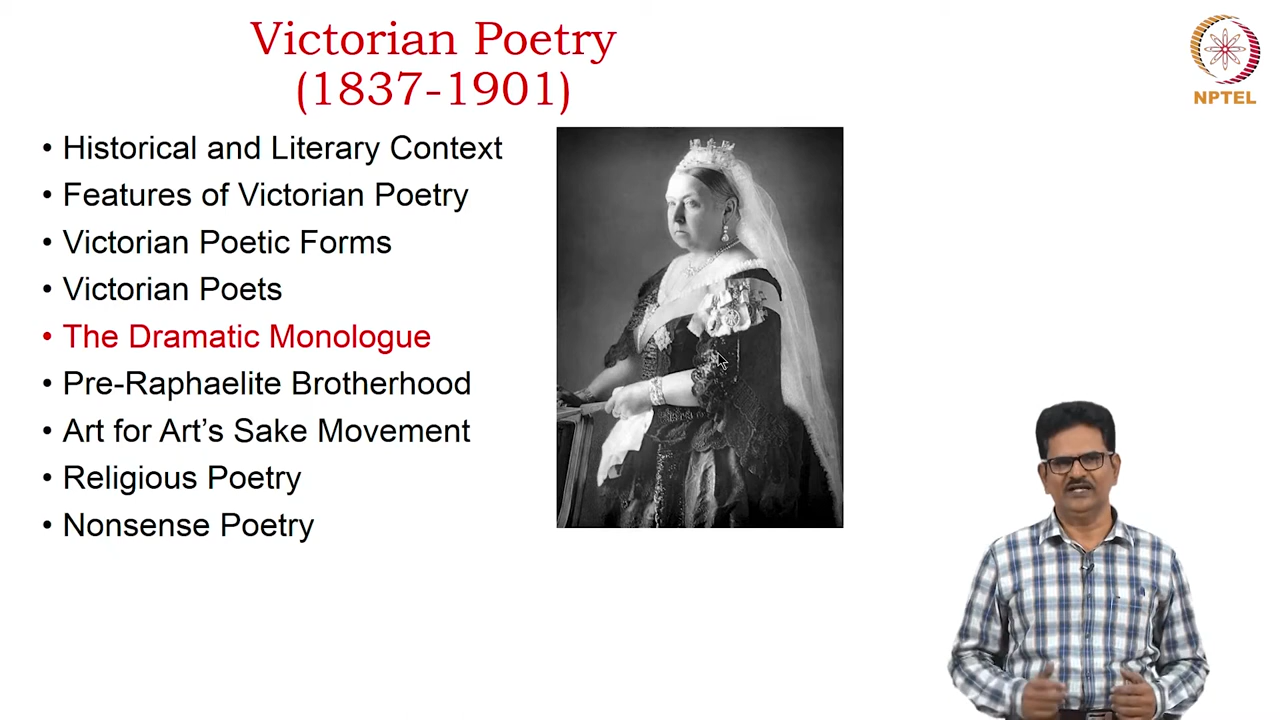 Victorian Poetry
(1837-1901)
NPTEL
• Historical and Literary Context
• Features of Victorian Poetry
• Victorian Poetic Forms
• Victorian Poets
• The Dramatic Monologue
• Pre-Raphaelite Brotherhood
• Art for Art’s Sake Movement
• Religious Poetry
• Nonsense Poetry